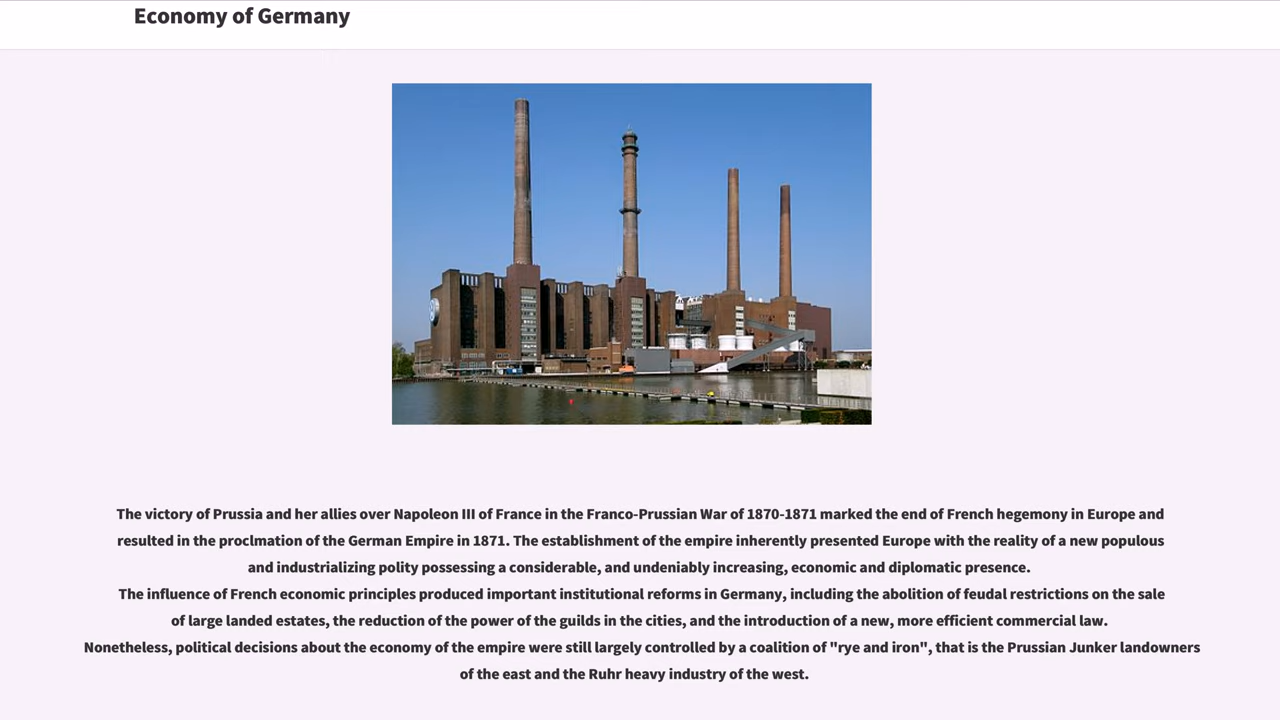 Economy of Germany
The victory of Prussia and her allies over Napoleon III of France in the Franco-Prussian War of 1870-1871 marked the end of French hegemony in Europe and
resulted in the proclmation of the German Empire in 1871. The establishment of the empire inherently presented Europe with the reality of a new populous
and industrializing polity possessing a considerable, and undeniably increasing, economic and diplomatic presence.
The influence of French economic principles produced important institutional reforms in Germany, including the abolition of feudal restrictions on the sale
of large landed estates, the reduction of the power of the guilds in the cities, and the introduction of a new, more efficient commercial law.
Nonetheless, political decisions about the economy of the empire were still largely controlled by a coalition of "rye and iron", that is the Prussian Junker landowners
of the east and the Ruhr heavy industry of the west.